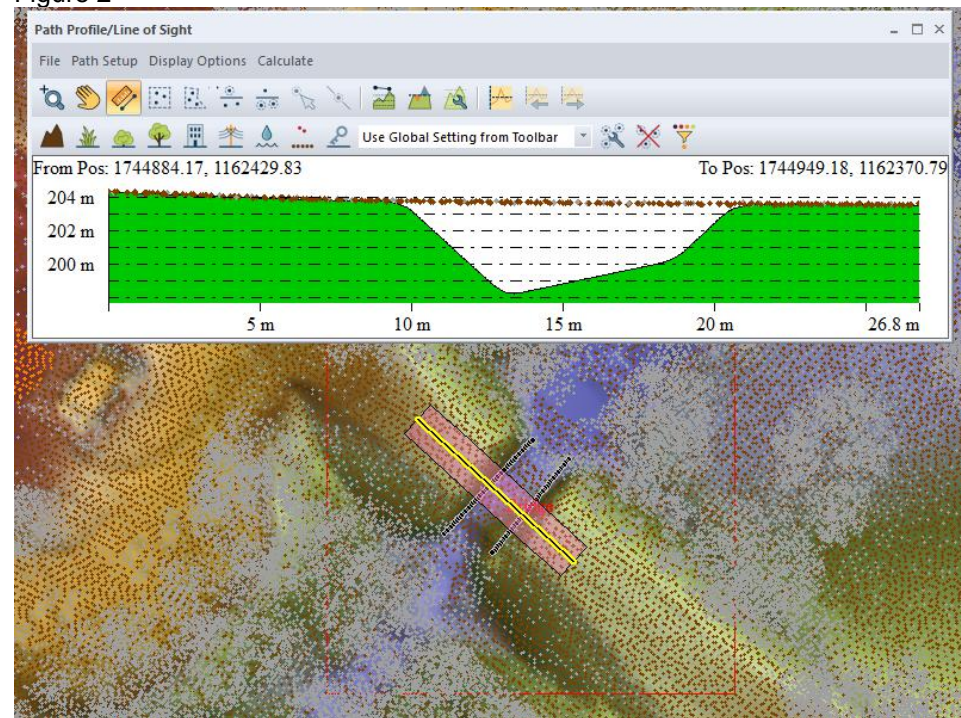 Figure 2
Path Profile/Line of Sight
File Path Setup Display Options Calculate
Use Global Setting from Toolbar
From Pos: 1744884.17, 1162429.83 To Pos: 1744949.18, 1162370.79
204 m
202 m
200 m
5 m 10 m 15 m 20 m 26.8 m